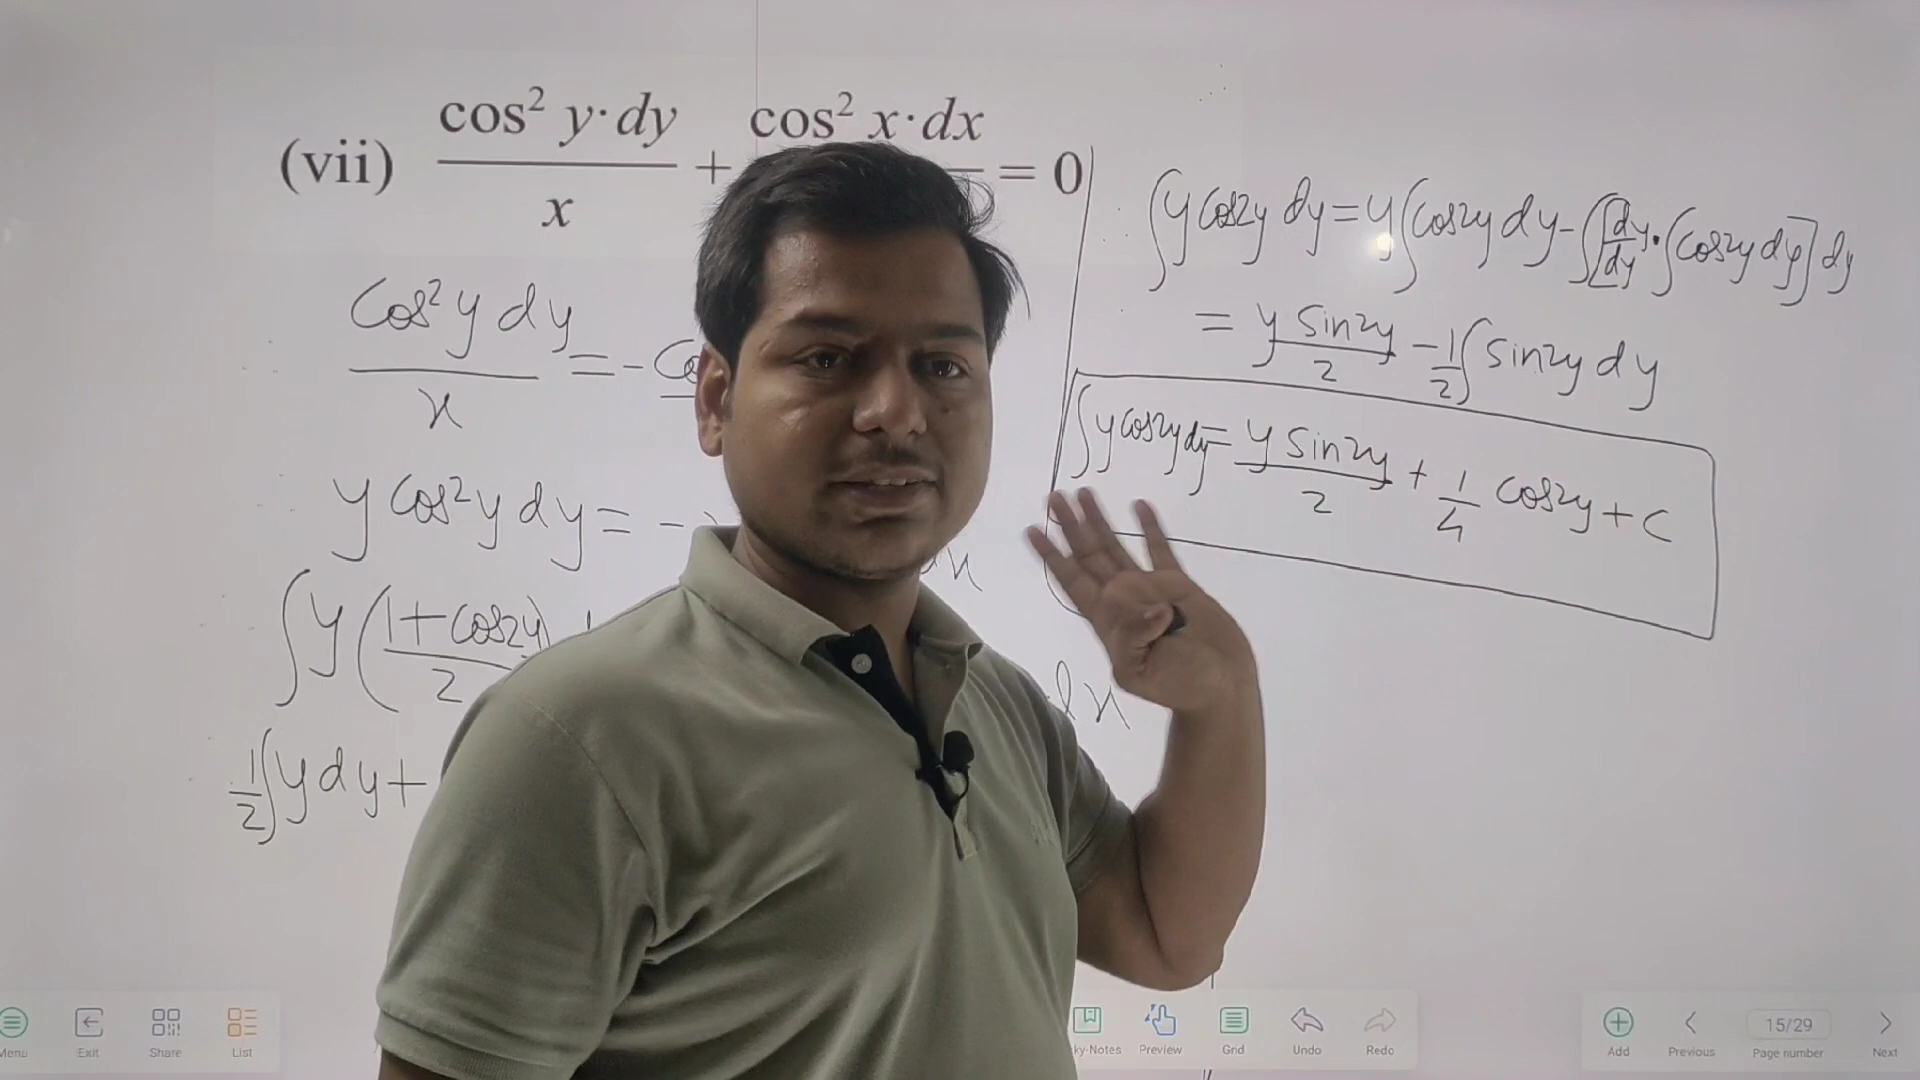 (vii) cos² y·dy / x + cos² x·dx = 0
Cos²y dy / x = -
y Cos²y dy = -
∫y(1+Cos2y / 2)
dx
1/2∫y dy +
∫y Cos2y dy = y∫Cos2y dy - ∫[dy/dy·∫Cos2y dy] dy
= y Sin2y / 2 - 1/2∫Sin2y dy
∫y Cos2y dy = y Sin2y / 2 + 1/4 Cos2y + C
Exit
Share
List
Preview
Grid
Undo
Redo
Add
Previous
15/29
Page number
Next